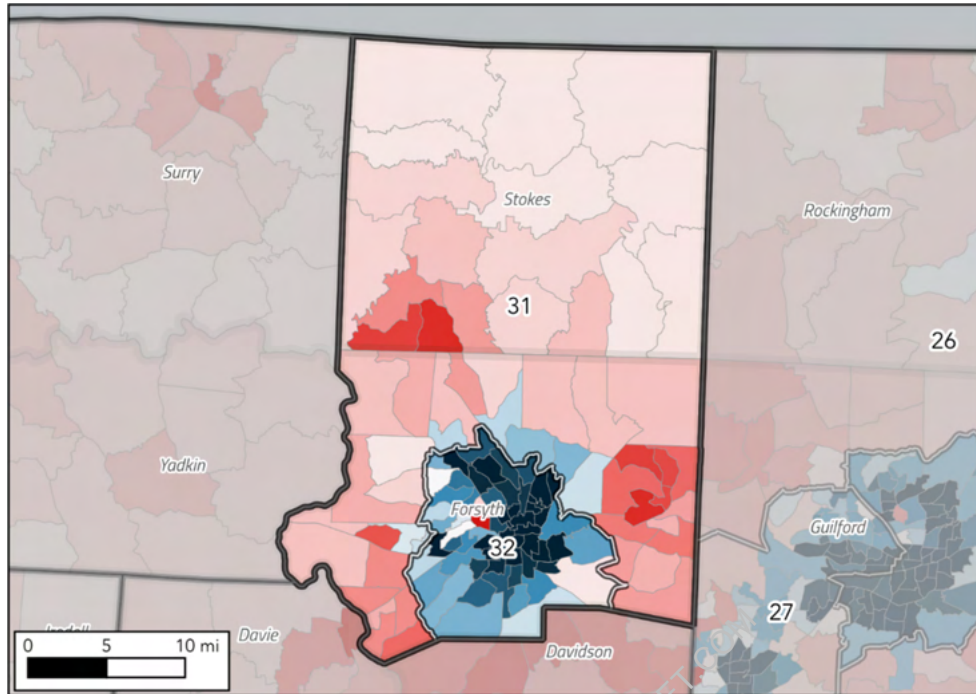 Surry
Stokes
Rockingham
31
26
Yadkin
Forsyth
Guilford
32
27
Davie
Davidson
0 5 10 mi